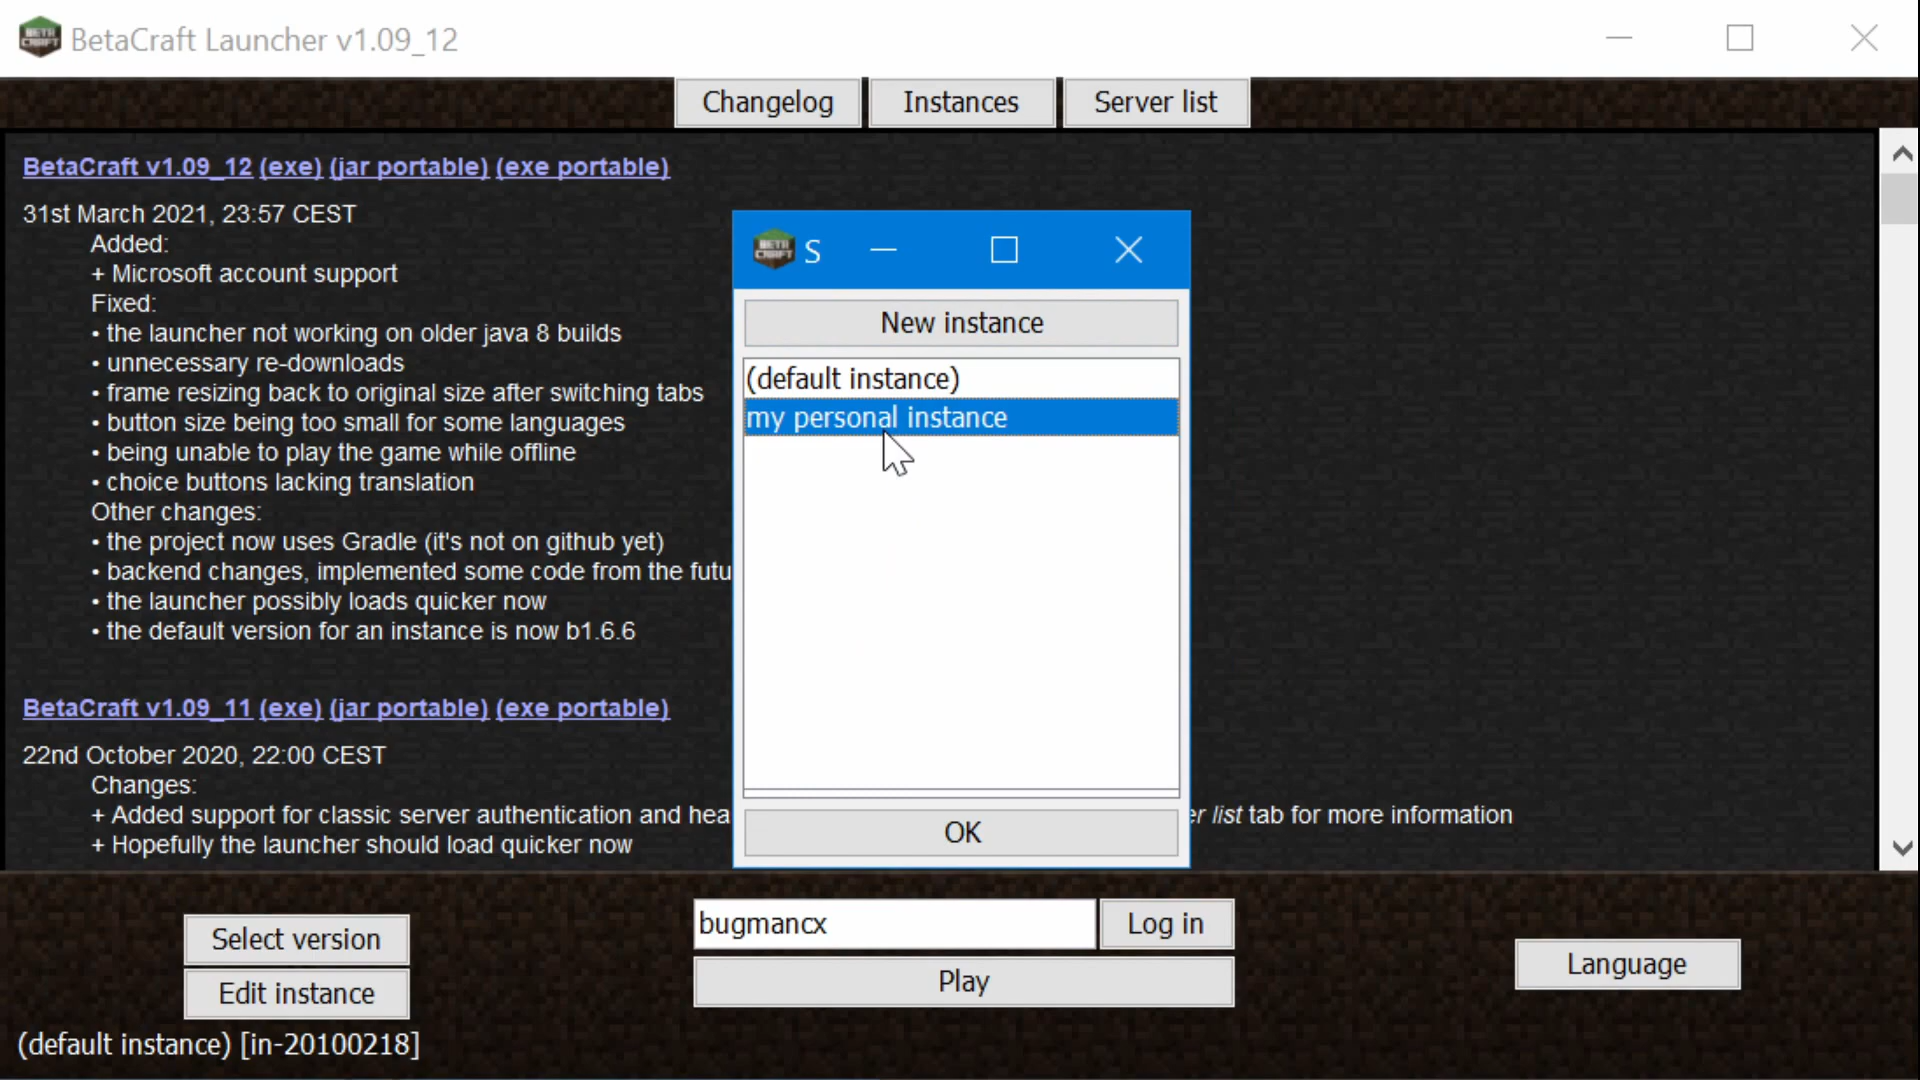 BetaCraft Launcher v1.09_12
Changelog
Instances
Server list
BetaCraft v1.09_12 (exe) (jar portable) (exe portable)
31st March 2021, 23:57 CEST
Added:
+ Microsoft account support
Fixed:
• the launcher not working on older java 8 builds
• unnecessary re-downloads
• frame resizing back to original size after switching tabs
• button size being too small for some languages
• being unable to play the game while offline
• choice buttons lacking translation
Other changes:
• the project now uses Gradle (it's not on github yet)
• backend changes, implemented some code from the futu
• the launcher possibly loads quicker now
• the default version for an instance is now b1.6.6
BetaCraft v1.09_11 (exe) (jar portable) (exe portable)
22nd October 2020, 22:00 CEST
Changes:
+ Added support for classic server authentication and hea
er list tab for more information
+ Hopefully the launcher should load quicker now
BETA
CRAFT
S
New instance
(default instance)
my personal instance
OK
Select version
Edit instance
(default instance) [in-20100218]
bugmancx
Log in
Play
Language